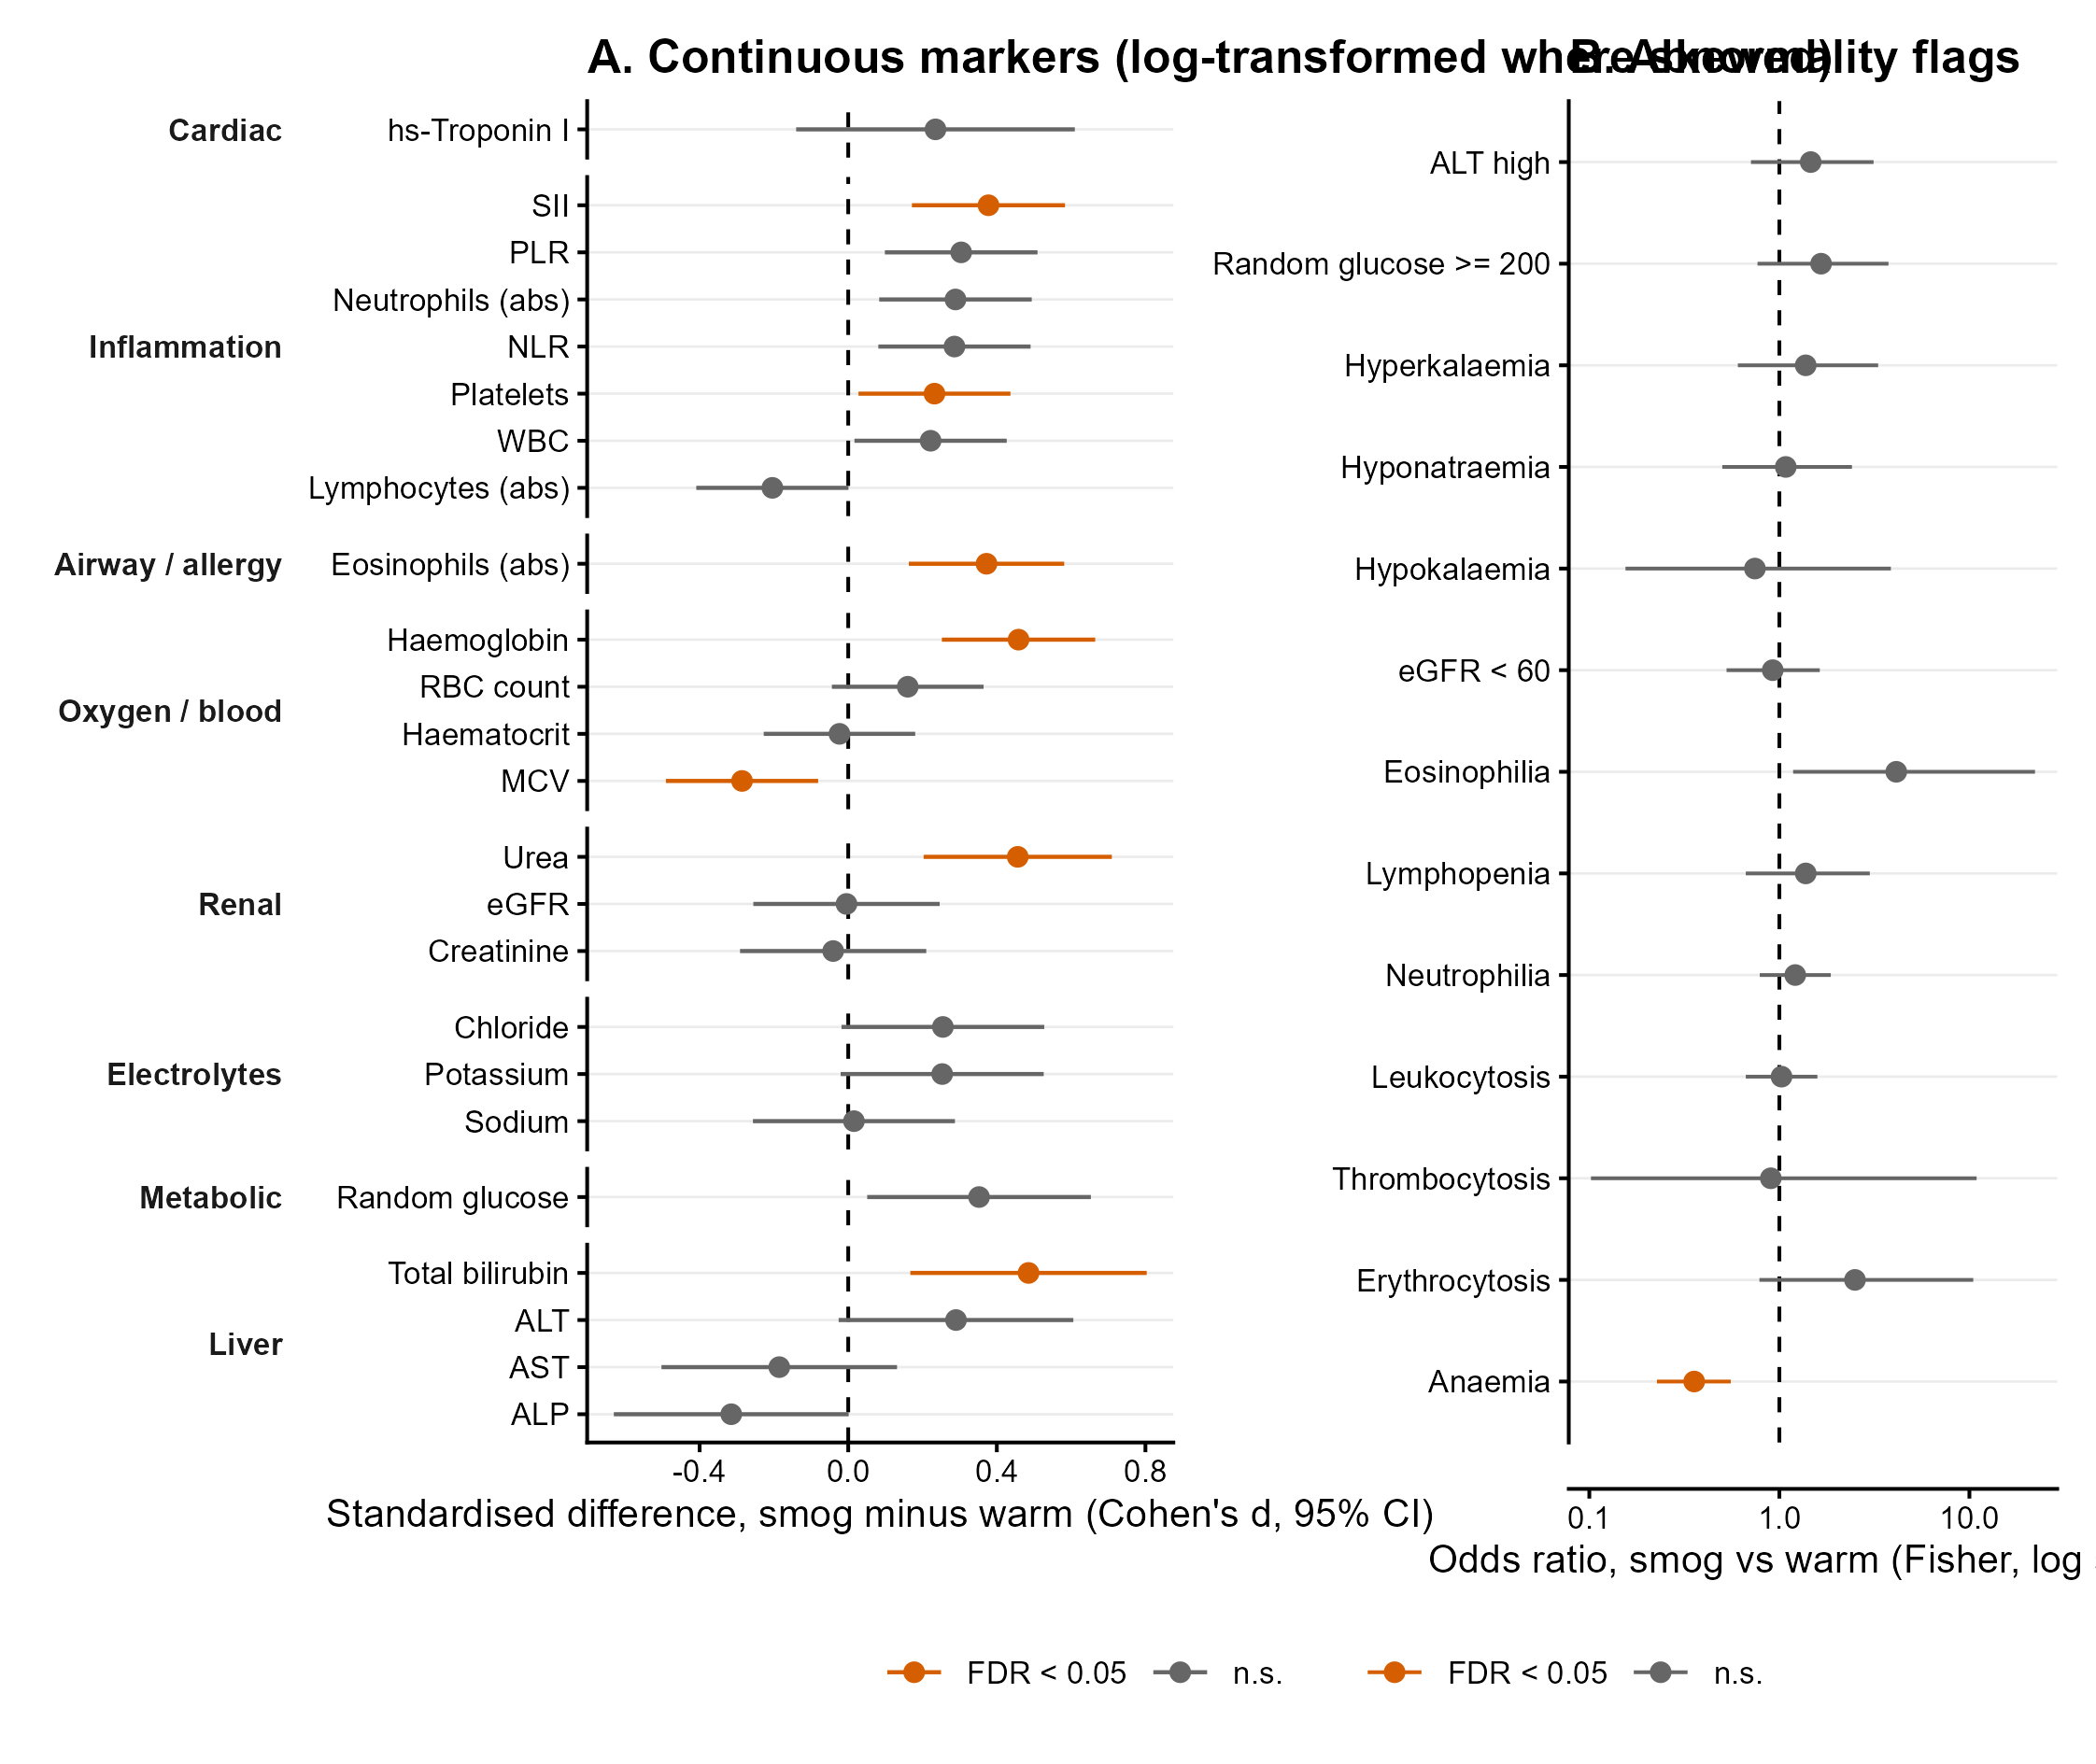 A. Continuous markers (log-transformed where skewed)
B. Abnormality flags
Cardiac
hs-Troponin I
Inflammation
SII
PLR
Neutrophils (abs)
NLR
Platelets
WBC
Lymphocytes (abs)
Airway / allergy
Eosinophils (abs)
Oxygen / blood
Haemoglobin
RBC count
Haematocrit
MCV
Renal
Urea
eGFR
Creatinine
Electrolytes
Chloride
Potassium
Sodium
Metabolic
Random glucose
Liver
Total bilirubin
ALT
AST
ALP
-0.4 0.0 0.4 0.8
Standardised difference, smog minus warm (Cohen's d, 95% CI)
ALT high
Random glucose >= 200
Hyperkalaemia
Hyponatraemia
Hypokalaemia
eGFR < 60
Eosinophilia
Lymphopenia
Neutrophilia
Leukocytosis
Thrombocytosis
Erythrocytosis
Anaemia
0.1 1.0 10.0
Odds ratio, smog vs warm (Fisher, log
FDR < 0.05 n.s. FDR < 0.05 n.s.